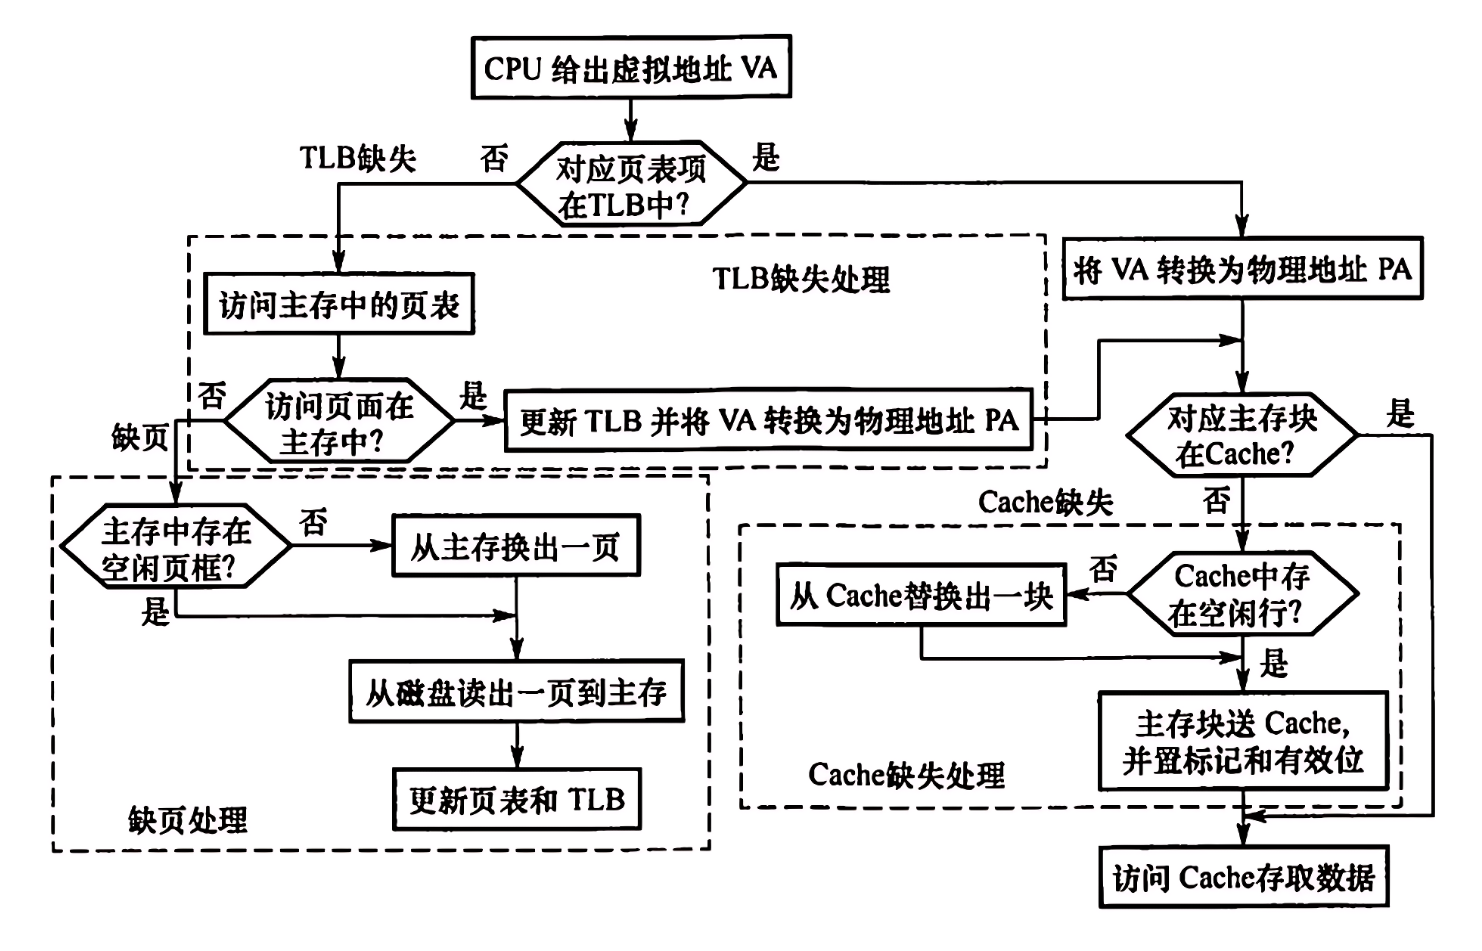 CPU 给出虚拟地址 VA
TLB缺失
否
对应页表项
在TLB中?
是
TLB缺失处理
将 VA 转换为物理地址 PA
访问主存中的页表
否
访问页面在
主存中?
是
更新 TLB 并将 VA 转换为物理地址 PA
对应主存块
在Cache?
是
缺页
Cache缺失
否
主存中存在
空闲页框?
否
从主存换出一页
是
从 Cache替换出一块
否
Cache中存
在空闲行?
是
从磁盘读出一页到主存
主存块送 Cache,
并置标记和有效位
Cache缺失处理
更新页表和 TLB
缺页处理
访问 Cache存取数据